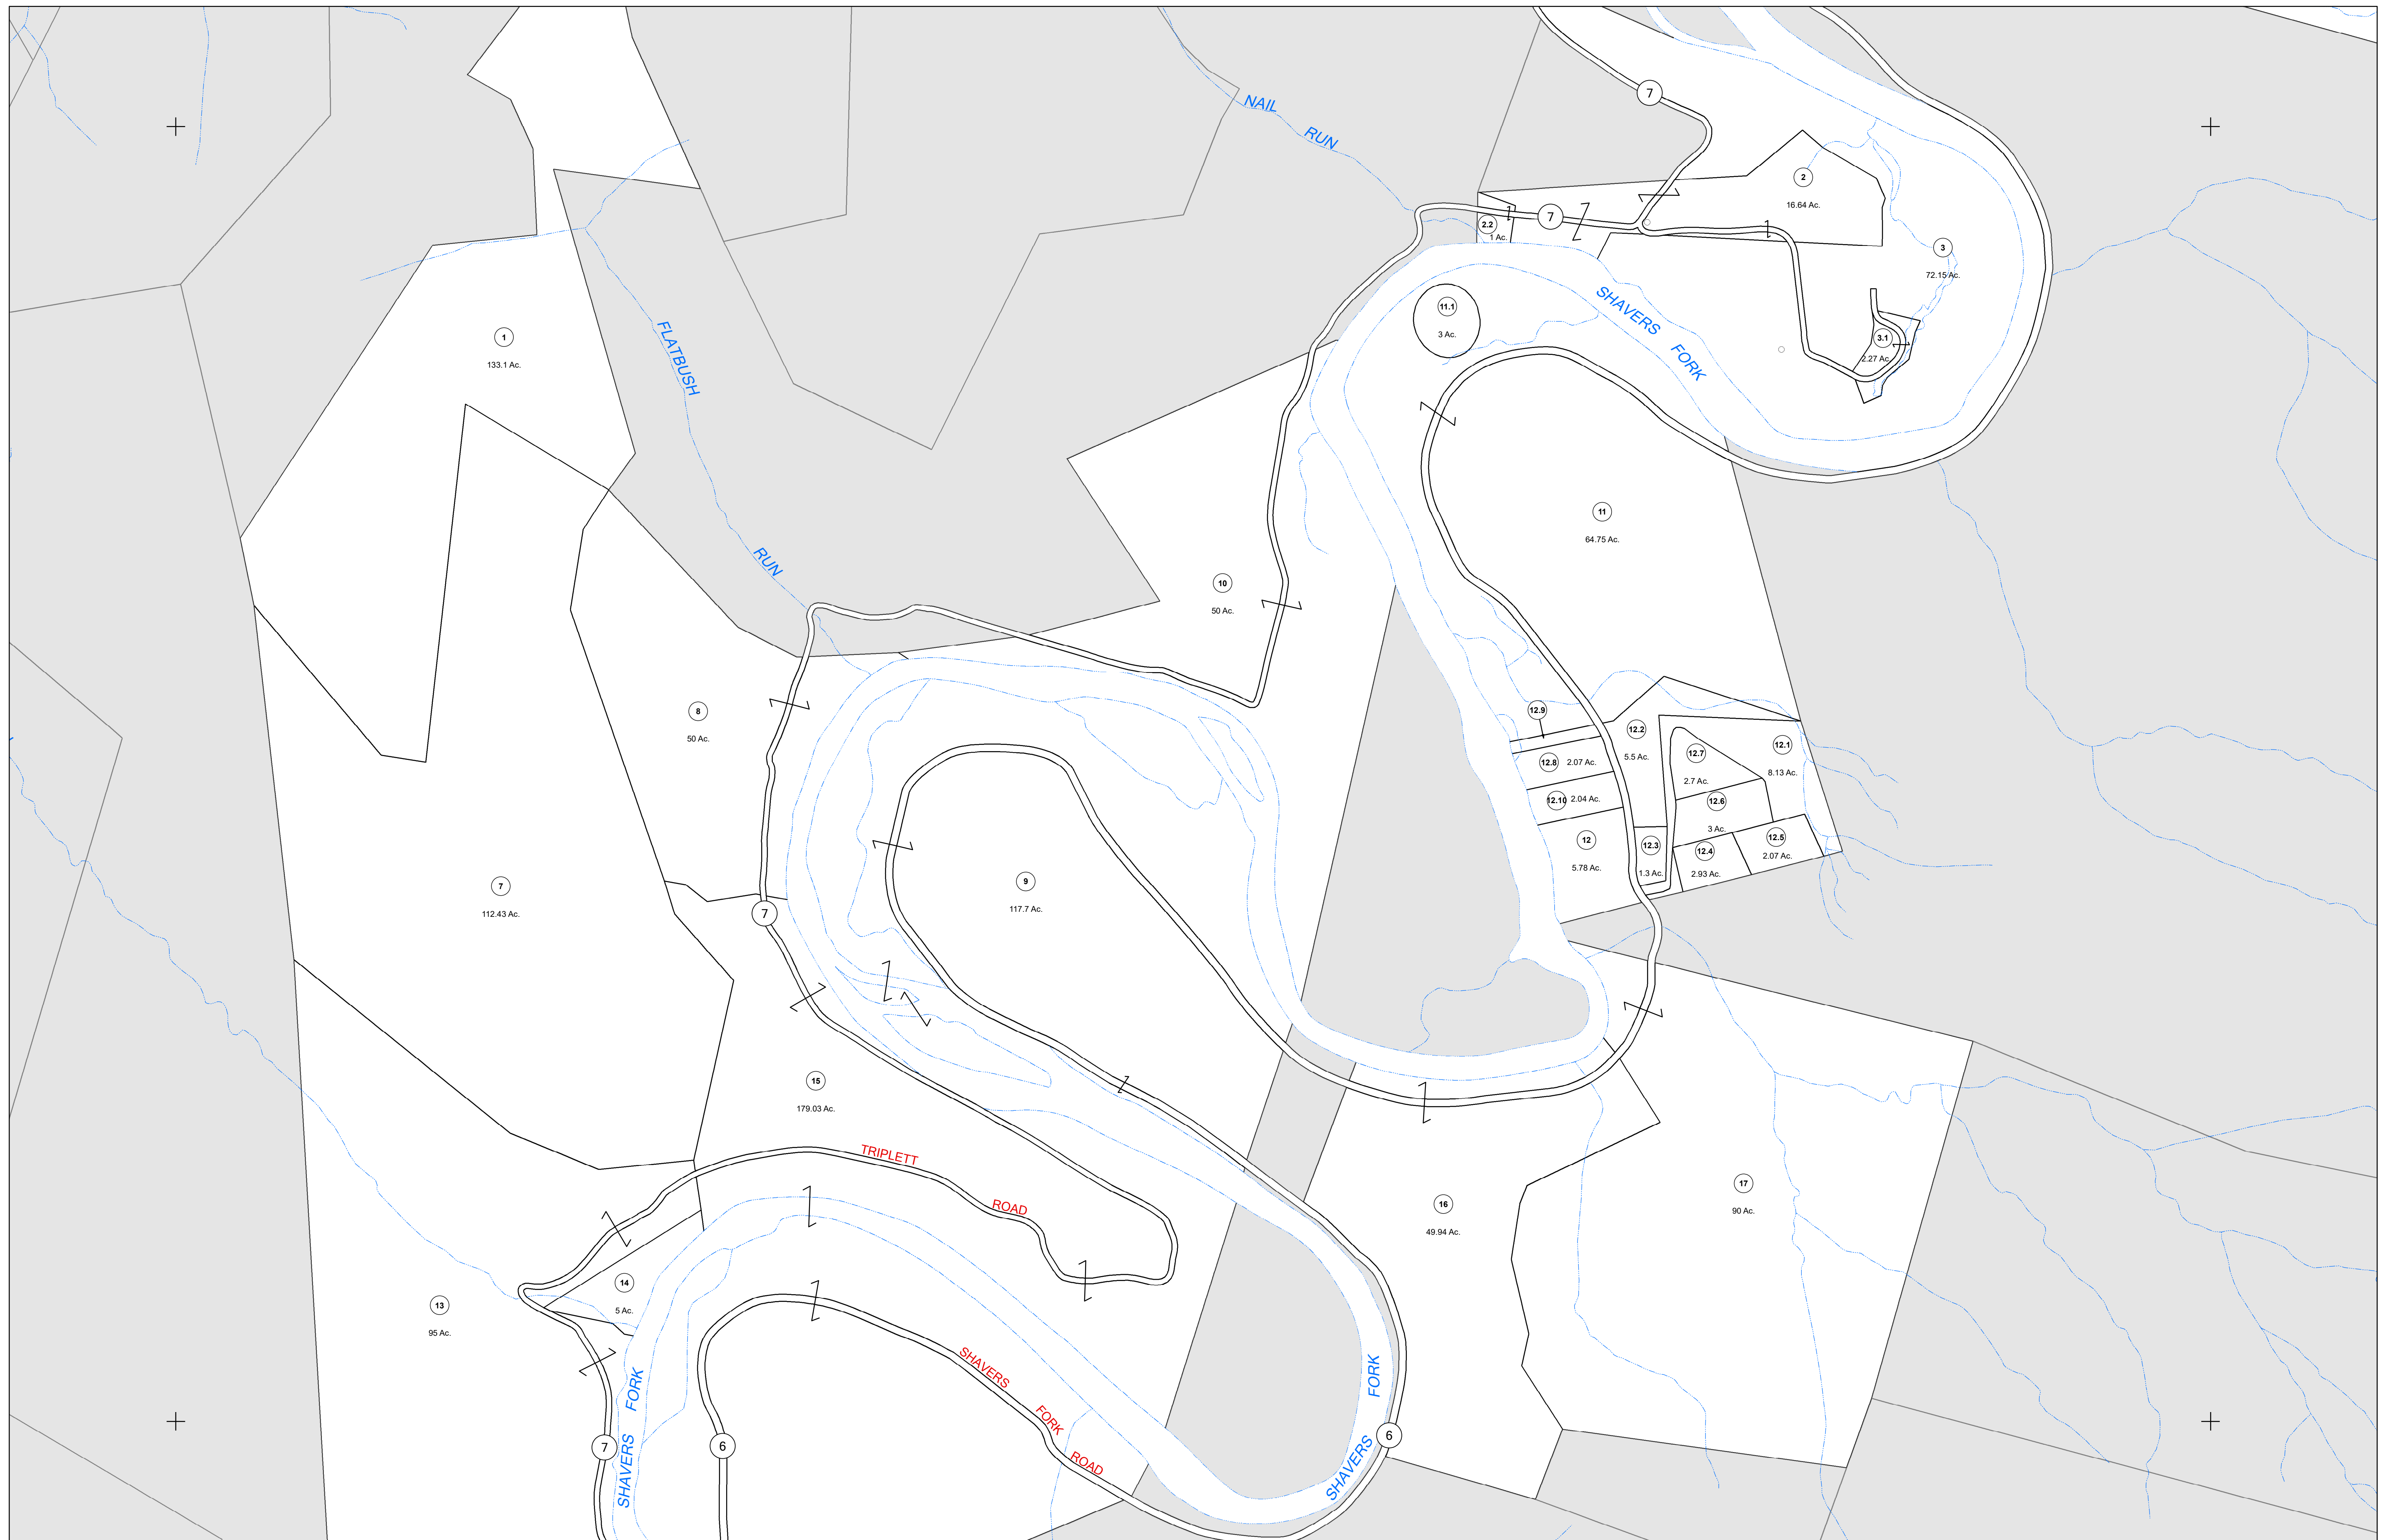 7
NAIL
RUN
2
16.64 Ac.
7
2.2
1 Ac.
3
72.15 Ac.
SHAVERS
FORK
11.1
3 Ac.
3.1
2.27 Ac.
1
133.1 Ac.
FLATBUSH
RUN
11
64.75 Ac.
10
50 Ac.
8
50 Ac.
12.9
12.2
5.5 Ac.
12.1
8.13 Ac.
12.7
2.7 Ac.
12.8
2.07 Ac.
12.10
2.04 Ac.
12.6
3 Ac.
12
5.78 Ac.
12.3
1.3 Ac.
12.4
2.93 Ac.
12.5
2.07 Ac.
7
112.43 Ac.
7
9
117.7 Ac.
15
179.03 Ac.
TRIPLETT
ROAD
16
49.94 Ac.
17
90 Ac.
14
5 Ac.
13
95 Ac.
SHAVERS
FORK
ROAD
SHAVERS
FORK
SHAVERS
FORK
7
6
6